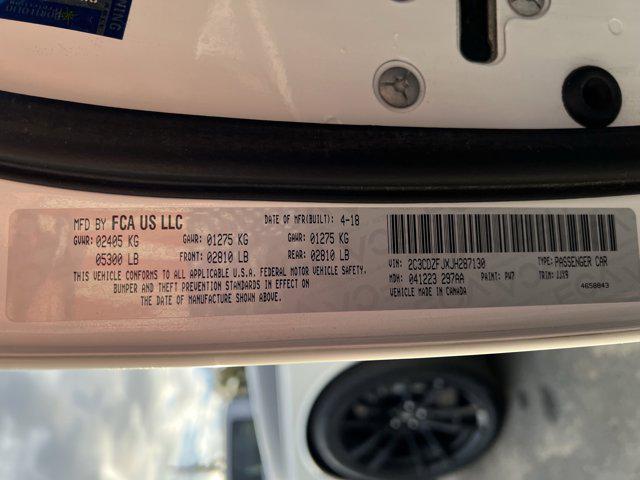 NING
MFD BY FCA US LLC DATE OF MFR(BUILT): 4-18
GVWR: 02405 KG GAWR: 01275 KG GAWR: 01275 KG
05300 LB FRONT: 02810 LB REAR: 02810 LB
THIS VEHICLE CONFORMS TO ALL APPLICABLE U.S.A. FEDERAL MOTOR VEHICLE SAFETY,
BUMPER AND THEFT PREVENTION STANDARDS IN EFFECT ON
THE DATE OF MANUFACTURE SHOWN ABOVE.
VIN: 2C3CDZFJXJH287130 TYPE: PASSENGER CAR
MDH: 041223 297AA PAINT: PW7 TRIM: JJX9
VEHICLE MADE IN CANADA 4658843